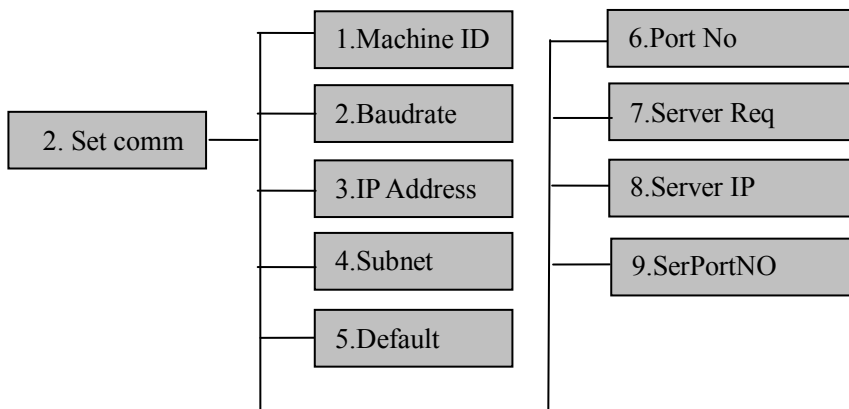 2. Set comm
1.Machine ID
2.Baudrate
3.IP Address
4.Subnet
5.Default
6.Port No
7.Server Req
8.Server IP
9.SerPortNO